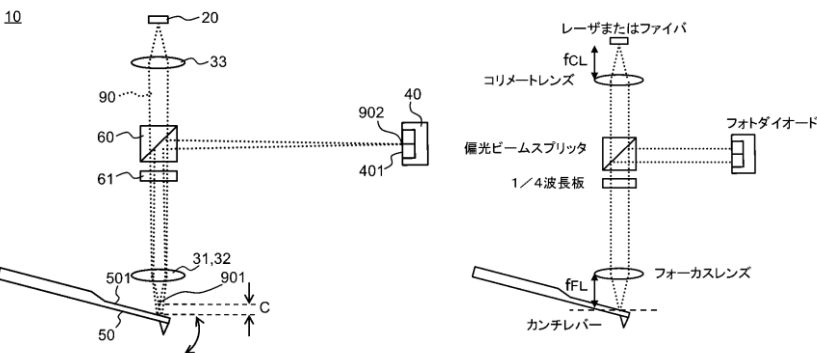 10
20
33
90
60
61
902
40
401
31,32
901
501
50
C
レーザまたはファイバ
fCL
コリメートレンズ
フォトダイオード
偏光ビームスプリッタ
1/4波長板
フォーカスレンズ
fFL
カンチレバー